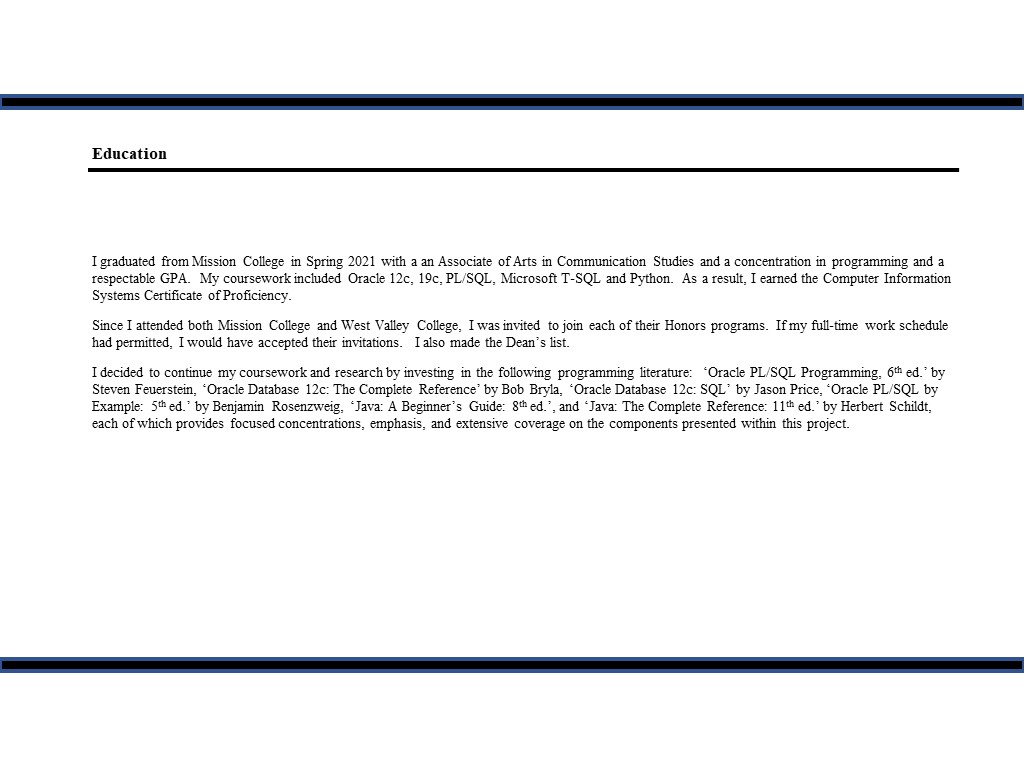 Education
I graduated from Mission College in Spring 2021 with a an Associate of Arts in Communication Studies and a concentration in programming and a
respectable GPA. My coursework included Oracle 12c, 19c, PL/SQL, Microsoft T-SQL and Python. As a result, I earned the Computer Information
Systems Certificate of Proficiency.
Since I attended both Mission College and West Valley College, I was invited to join each of their Honors programs. If my full-time work schedule
had permitted, I would have accepted their invitations. I also made the Dean’s list.
I decided to continue my coursework and research by investing in the following programming literature: ‘Oracle PL/SQL Programming, 6th ed.’ by
Steven Feuerstein, ‘Oracle Database 12c: The Complete Reference’ by Bob Bryla, ‘Oracle Database 12c: SQL’ by Jason Price, ‘Oracle PL/SQL by
Example: 5th ed.’ by Benjamin Rosenzweig, ‘Java: A Beginner’s Guide: 8th ed.’, and ‘Java: The Complete Reference: 11th ed.’ by Herbert Schildt,
each of which provides focused concentrations, emphasis, and extensive coverage on the components presented within this project.